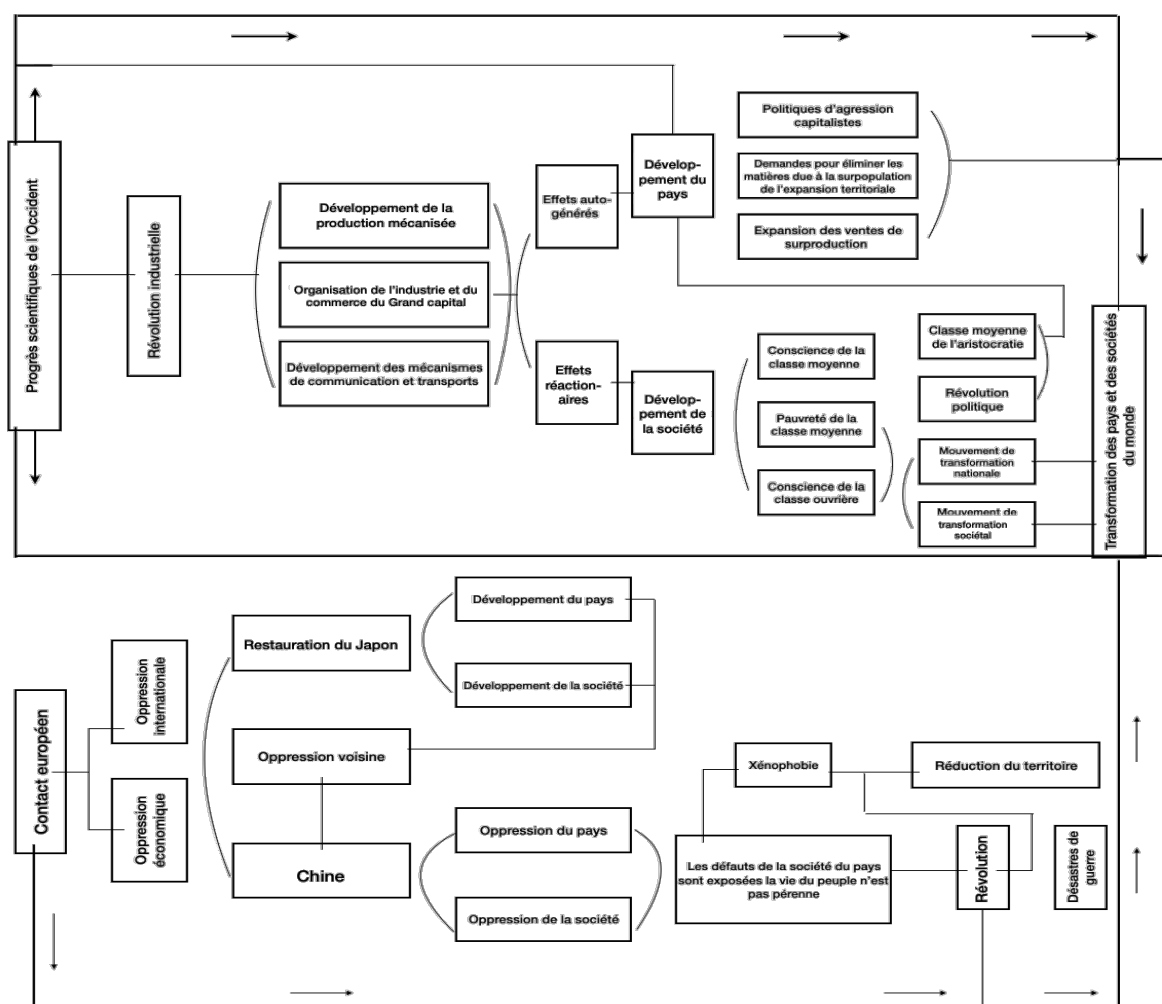 Progrès scientifiques de l'Occident
Révolution industrielle
Développement de la
production mécanisée
Organisation de l'industrie et du
commerce du Grand capital
Développement des mécanismes
de communication et transports
Effets auto-
générés
Effets
réaction-
aires
Dévelop-
pement du
pays
Dévelop-
pement de
la société
Politiques d'agression
capitalistes
Demandes pour éliminer les
matières due à la surpopulation
de l'expansion territoriale
Expansion des ventes de
surproduction
Conscience de la
classe moyenne
Pauvreté de la
classe moyenne
Conscience de la
classe ouvrière
Classe moyenne
de l'aristocratie
Révolution
politique
Mouvement de
transformation
nationale
Mouvement de
transformation
sociétal
Transformation des pays et des sociétés
du monde
Contact européen
Oppression
internationale
Oppression
économique
Restauration du Japon
Oppression voisine
Chine
Développement du pays
Développement de la société
Oppression du pays
Oppression de la société
Xénophobie
Réduction du territoire
Les défauts de la société du pays
sont exposées la vie du peuple n'est
pas pérenne
Révolution
Désastres de
guerre